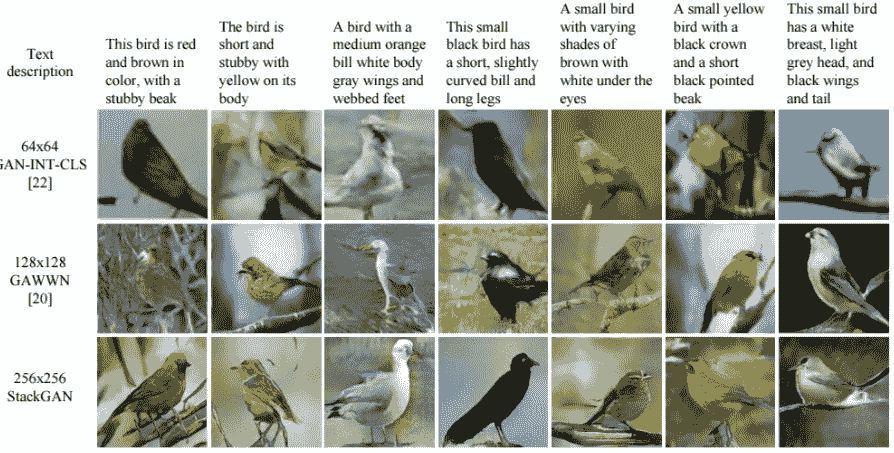 Text
description
This bird is red
and brown in
color, with a
stubby beak
The bird is
short and
stubby with
yellow on its
body
A bird with a
medium orange
bill white body
gray wings and
webbed feet
This small
black bird has
a short, slightly
curved bill and
long legs
A small bird
with varying
shades of
brown with
white under the
eyes
A small yellow
bird with a
black crown
and a short
black pointed
beak
This small bird
has a white
breast, light
grey head, and
black wings
and tail
64x64
GAN-INT-CLS
[22]
128x128
GAWWN
[20]
256x256
StackGAN